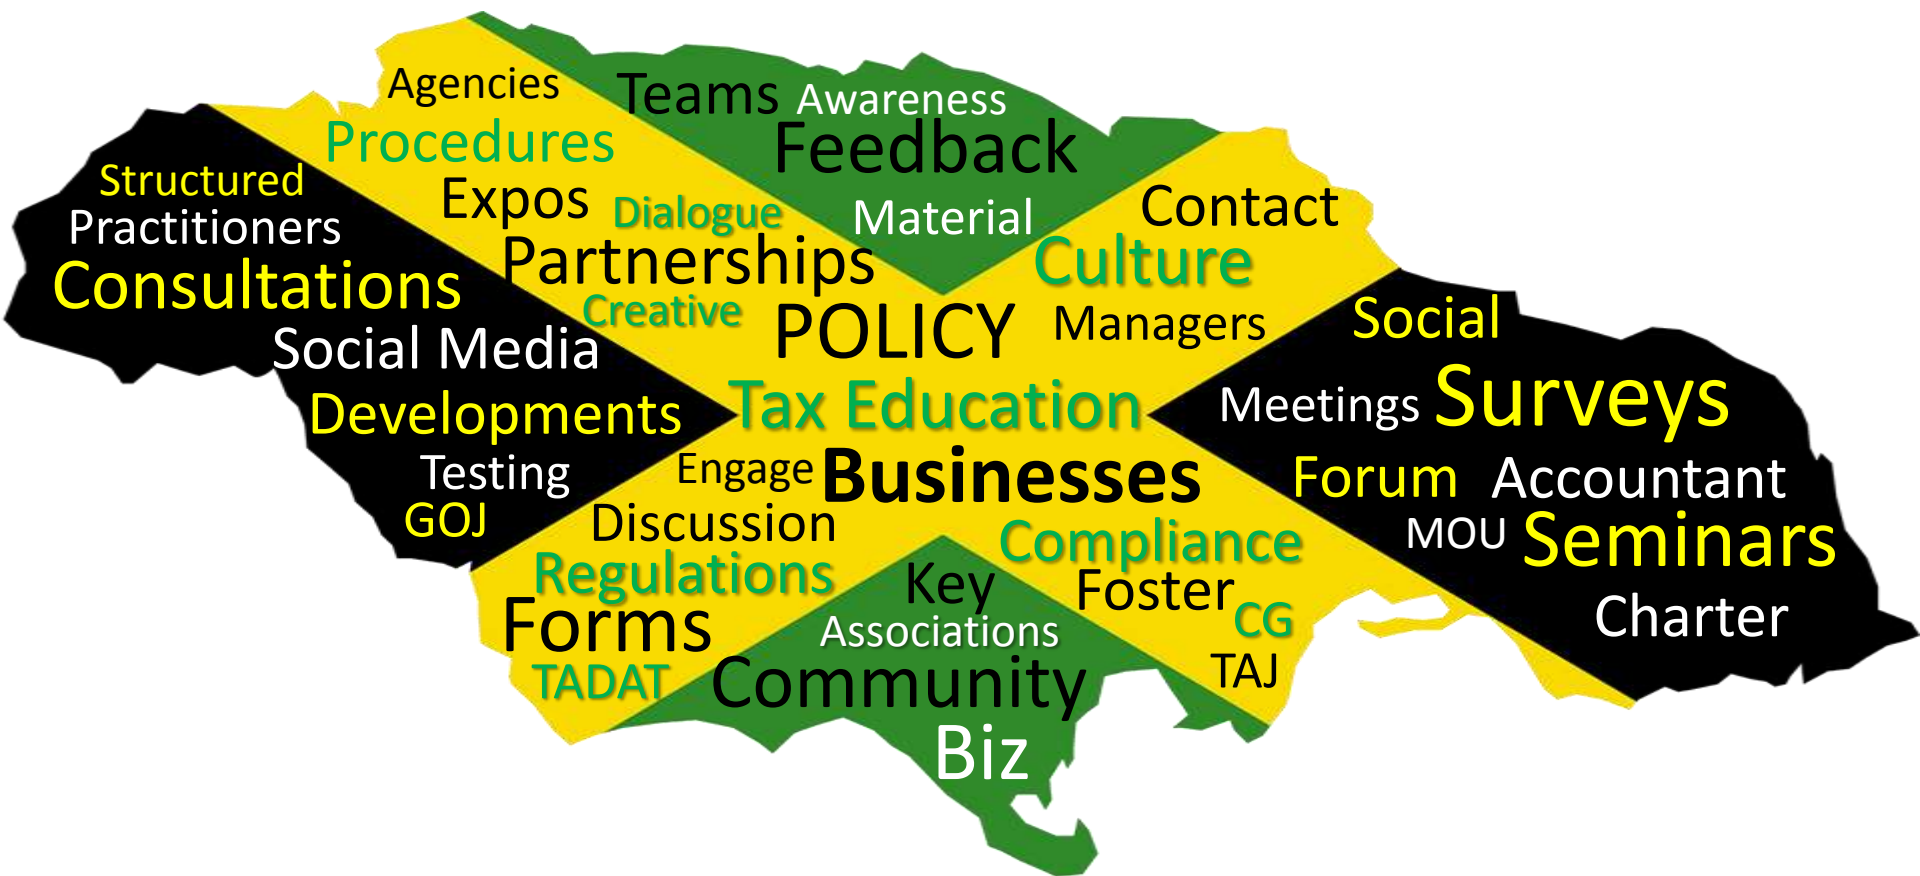 Agencies
Teams
Awareness
Procedures
Feedback
Structured
Expos
Dialogue
Material
Contact
Practitioners
Partnerships
Culture
Consultations
Creative
POLICY
Managers
Social
Social Media
Tax Education
Meetings
Surveys
Developments
Testing
Engage
Businesses
Forum
Accountant
GOJ
Discussion
Compliance
MOU
Seminars
Regulations
Key
Foster
Forms
Associations
CG
Charter
TADAT
Community
TAJ
Biz